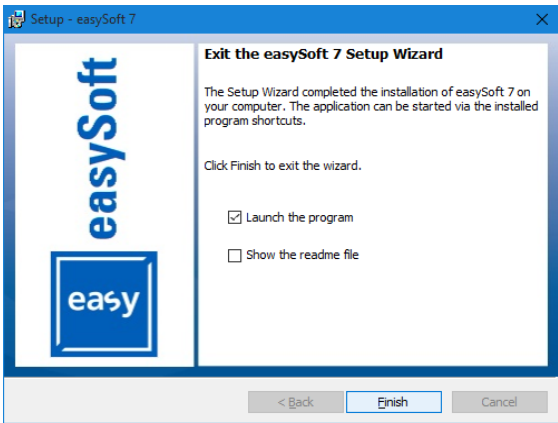 Setup - easySoft 7
easySoft
easy
Exit the easySoft 7 Setup Wizard
The Setup Wizard completed the installation of easySoft 7 on
your computer. The application can be started via the installed
program shortcuts.
Click Finish to exit the wizard.
Launch the program
Show the readme file
< Back
Finish
Cancel